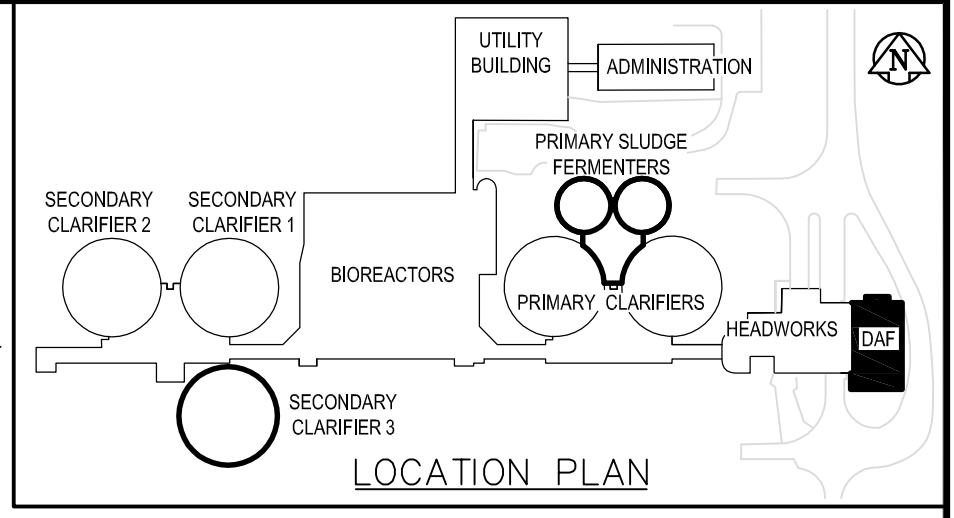 UTILITY
BUILDING
ADMINISTRATION
N
PRIMARY SLUDGE
FERMENTERS
SECONDARY
CLARIFIER 2
SECONDARY
CLARIFIER 1
BIOREACTORS
PRIMARY CLARIFIERS
HEADWORKS
DAF
SECONDARY
CLARIFIER 3
LOCATION PLAN